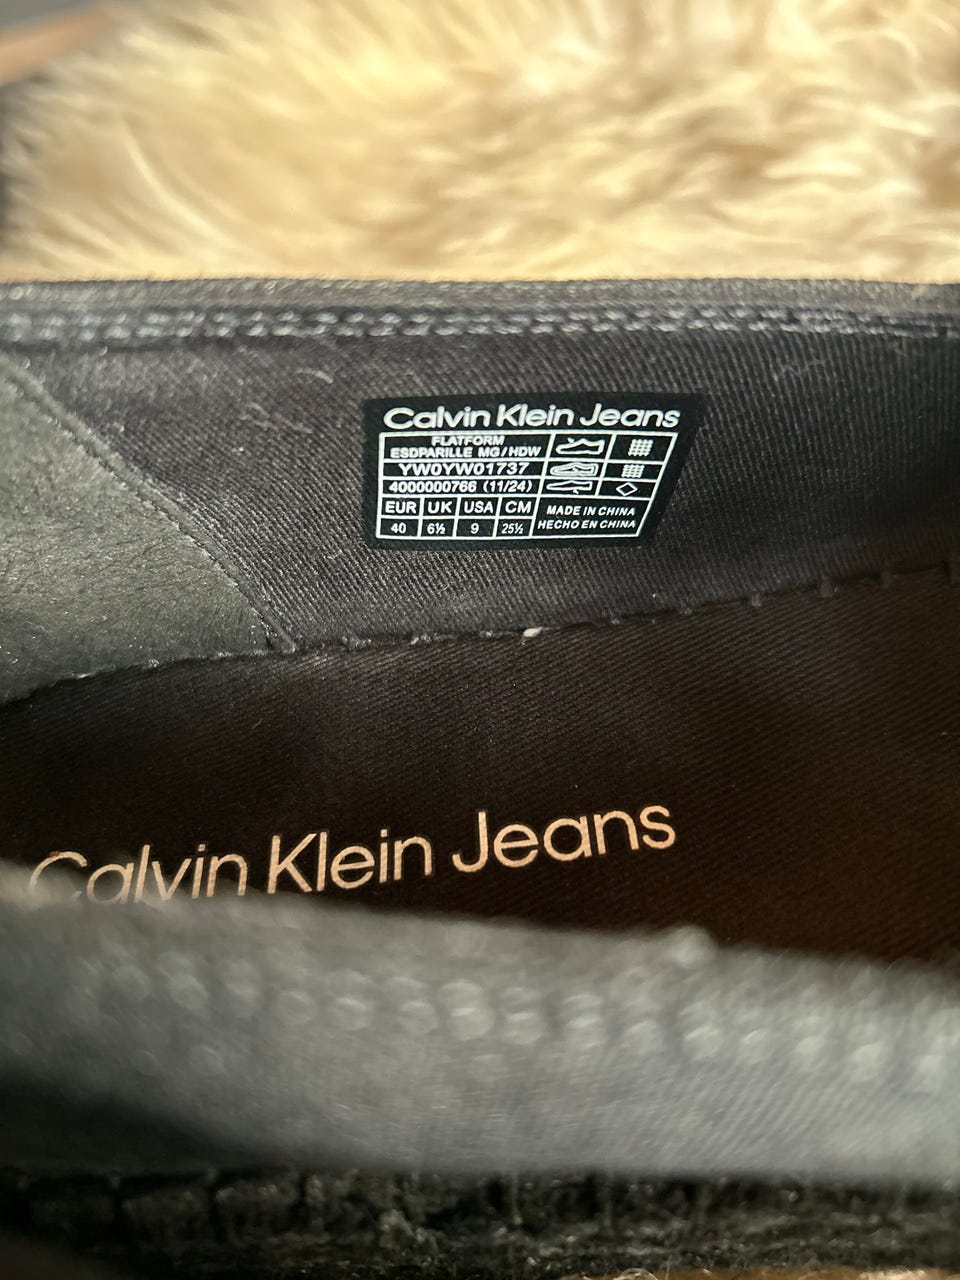 Calvin Klein Jeans
FLATFORM
ESDPARILLE MG/HDW
YW0YW01737
4000000766 (11/24)
EUR UK USA CM
40 6½ 9 25½
MADE IN CHINA
HECHO EN CHINA
Calvin Klein Jeans